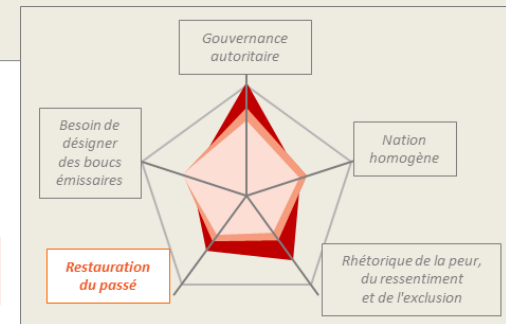 Gouvernance
autoritaire
Besoin de
désigner
des boucs
émissaires
Nation
homogène
Restauration
du passé
Rhétorique de la peur,
du ressentiment
et de l'exclusion